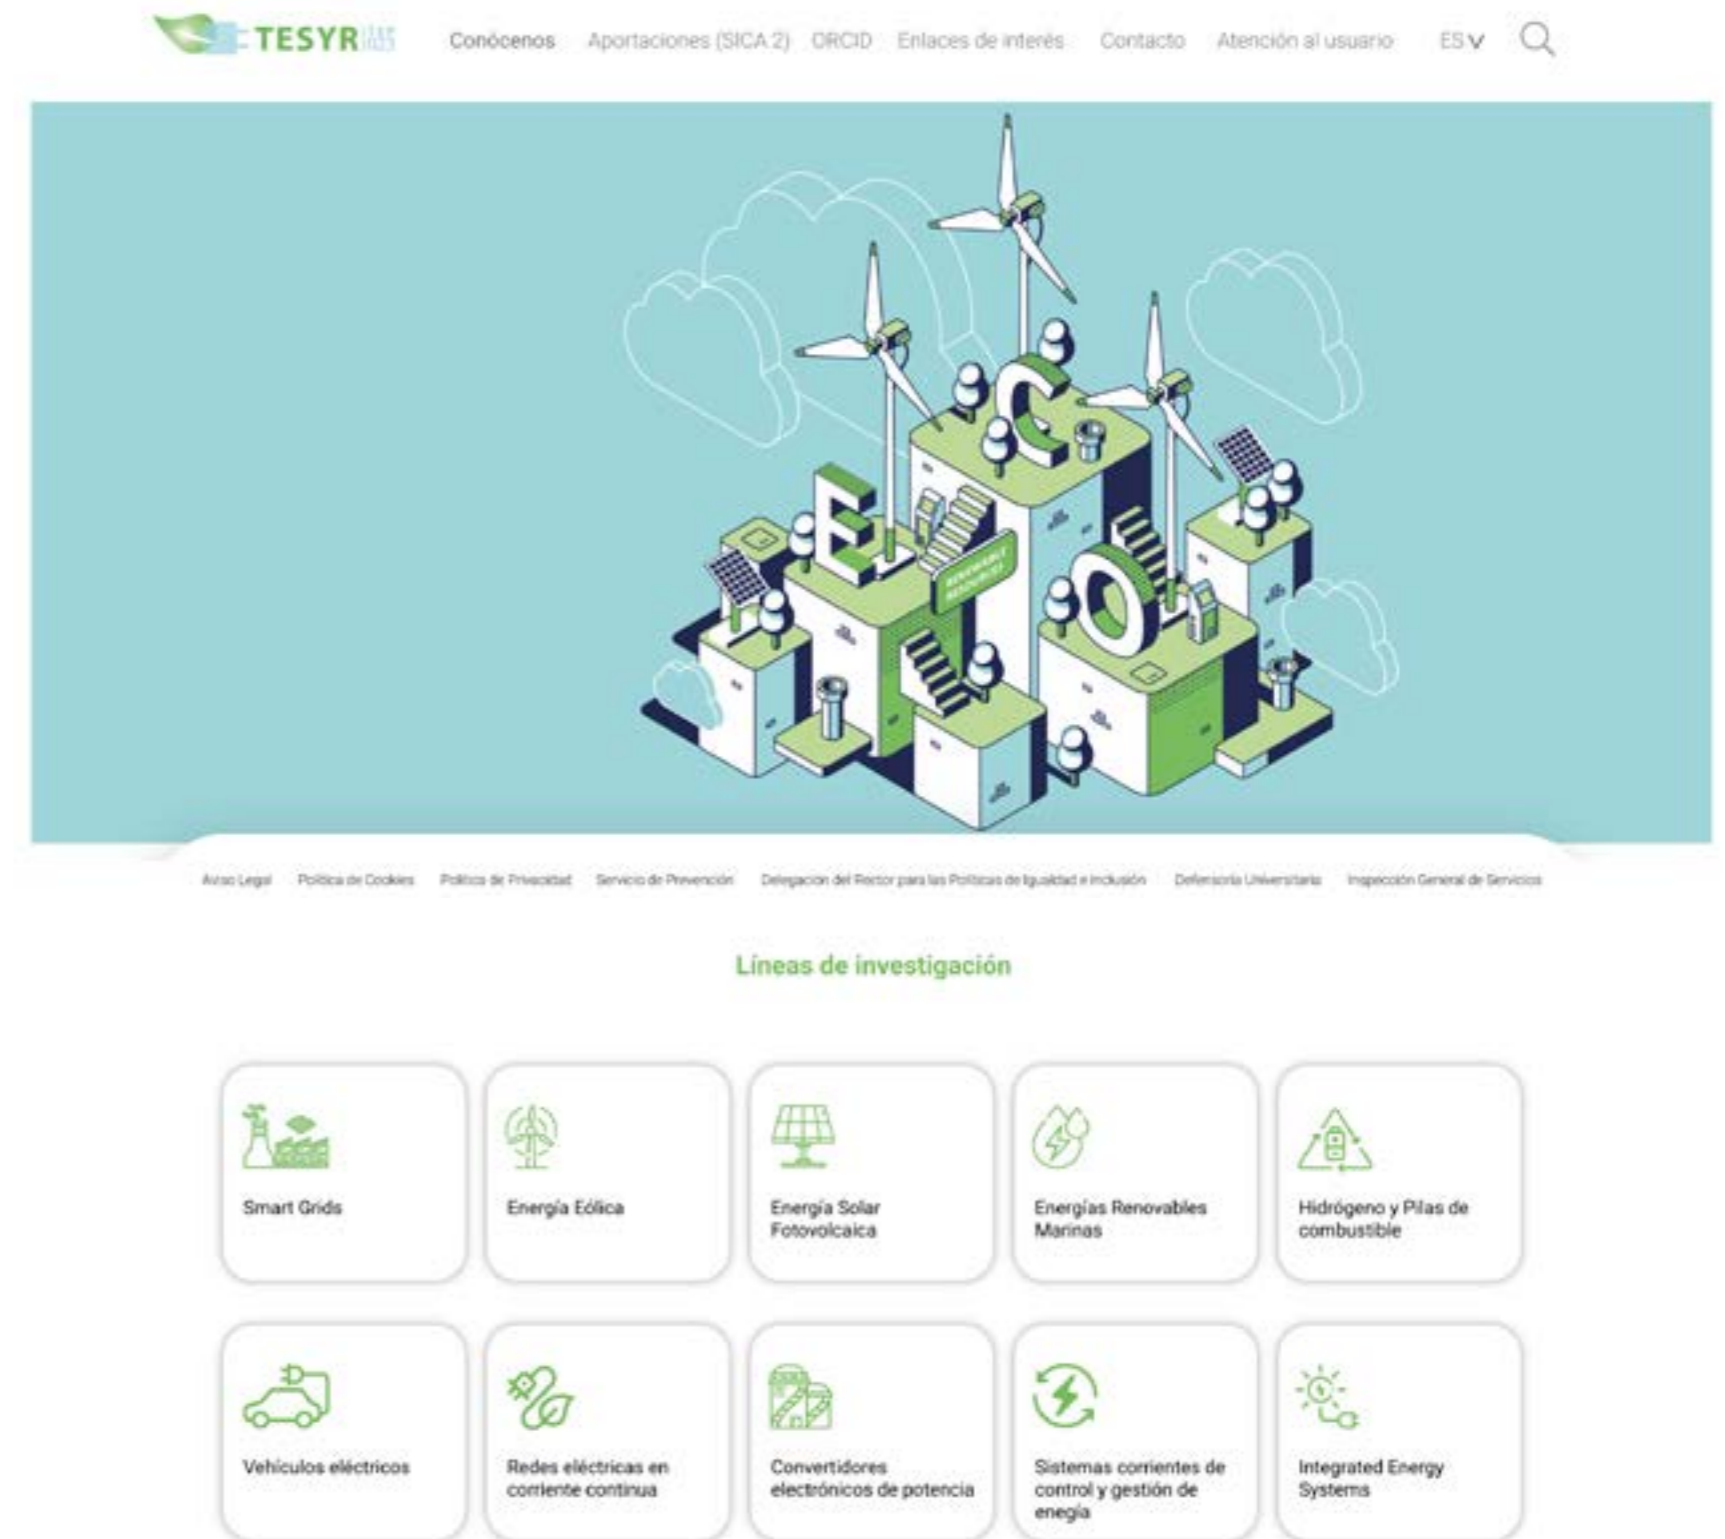 TESYR
Conócenos Aportaciones (SICA 2) ORCID Enlaces de interés Contacto Atención al usuario ES
C
E
RENEWABLE
RESOURCES
O
Aviso Legal Política de Cookies Política de Privacidad Servicio de Prevención Delegación del Rector para las Políticas de Igualdad e Inclusión Defensoría Universitaria Inspección General de Servicios
Líneas de investigación
Smart Grids
Energía Eólica
Energía Solar
Fotovolcaica
Energías Renovables
Marinas
Hidrógeno y Pilas de
combustible
Vehículos eléctricos
Redes eléctricas en
corriente continua
Convertidores
electrónicos de potencia
Sistemas corrientes de
control y gestión de
enegía
Integrated Energy
Systems